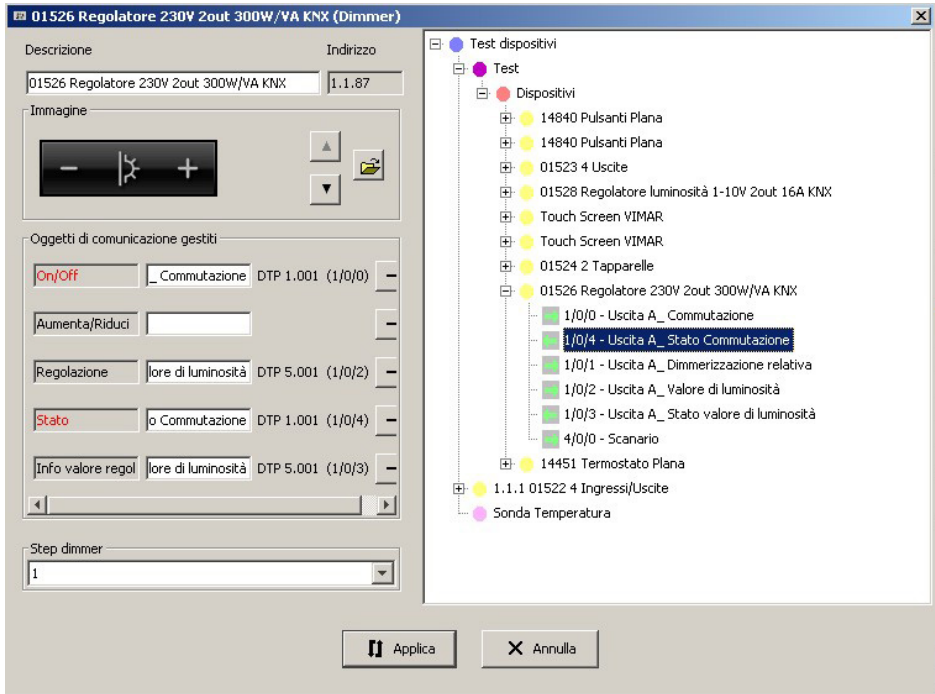 01526 Regolatore 230V 2out 300W/VA KNX (Dimmer)
Descrizione Indirizzo
01526 Regolatore 230V 2out 300W/VA KNX 1.1.87
Immagine
Oggetti di comunicazione gestiti
On/Off _ Commutazione DTP 1.001 (1/0/0)
Aumenta/Riduci
Regolazione lore di luminosità DTP 5.001 (1/0/2)
Stato o Commutazione DTP 1.001 (1/0/4)
Info valore regol lore di luminosità DTP 5.001 (1/0/3)
Step dimmer
1
Test dispositivi
Test
Dispositivi
14840 Pulsanti Plana
14840 Pulsanti Plana
01523 4 Uscite
01528 Regolatore luminosità 1-10V 2out 16A KNX
Touch Screen VIMAR
Touch Screen VIMAR
01524 2 Tapparelle
01526 Regolatore 230V 2out 300W/VA KNX
1/0/0 - Uscita A_ Commutazione
1/0/4 - Uscita A_ Stato Commutazione
1/0/1 - Uscita A_ Dimmerizzazione relativa
1/0/2 - Uscita A_ Valore di luminosità
1/0/3 - Uscita A_ Stato valore di luminosità
4/0/0 - Scanario
14451 Termostato Plana
1.1.1 01522 4 Ingressi/Uscite
Sonda Temperatura
Applica Annulla